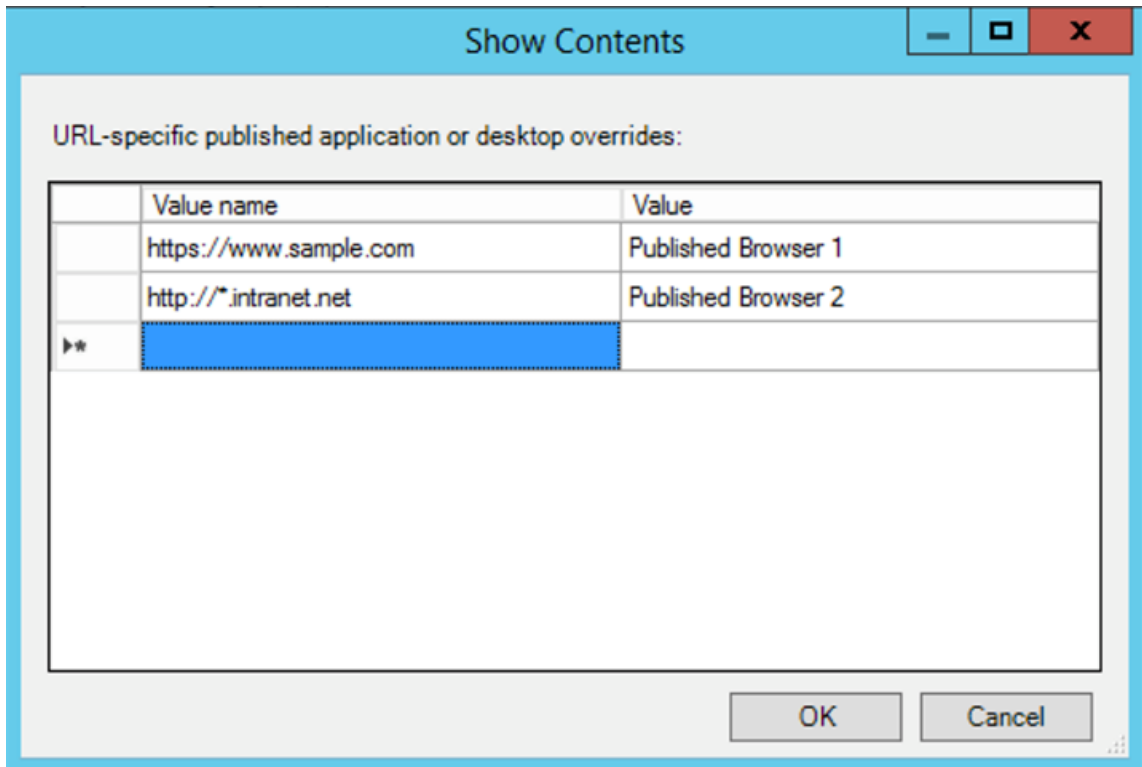 Show Contents
URL-specific published application or desktop overrides:
Value name Value
https://www.sample.com Published Browser 1
http://*.intranet.net Published Browser 2
OK Cancel